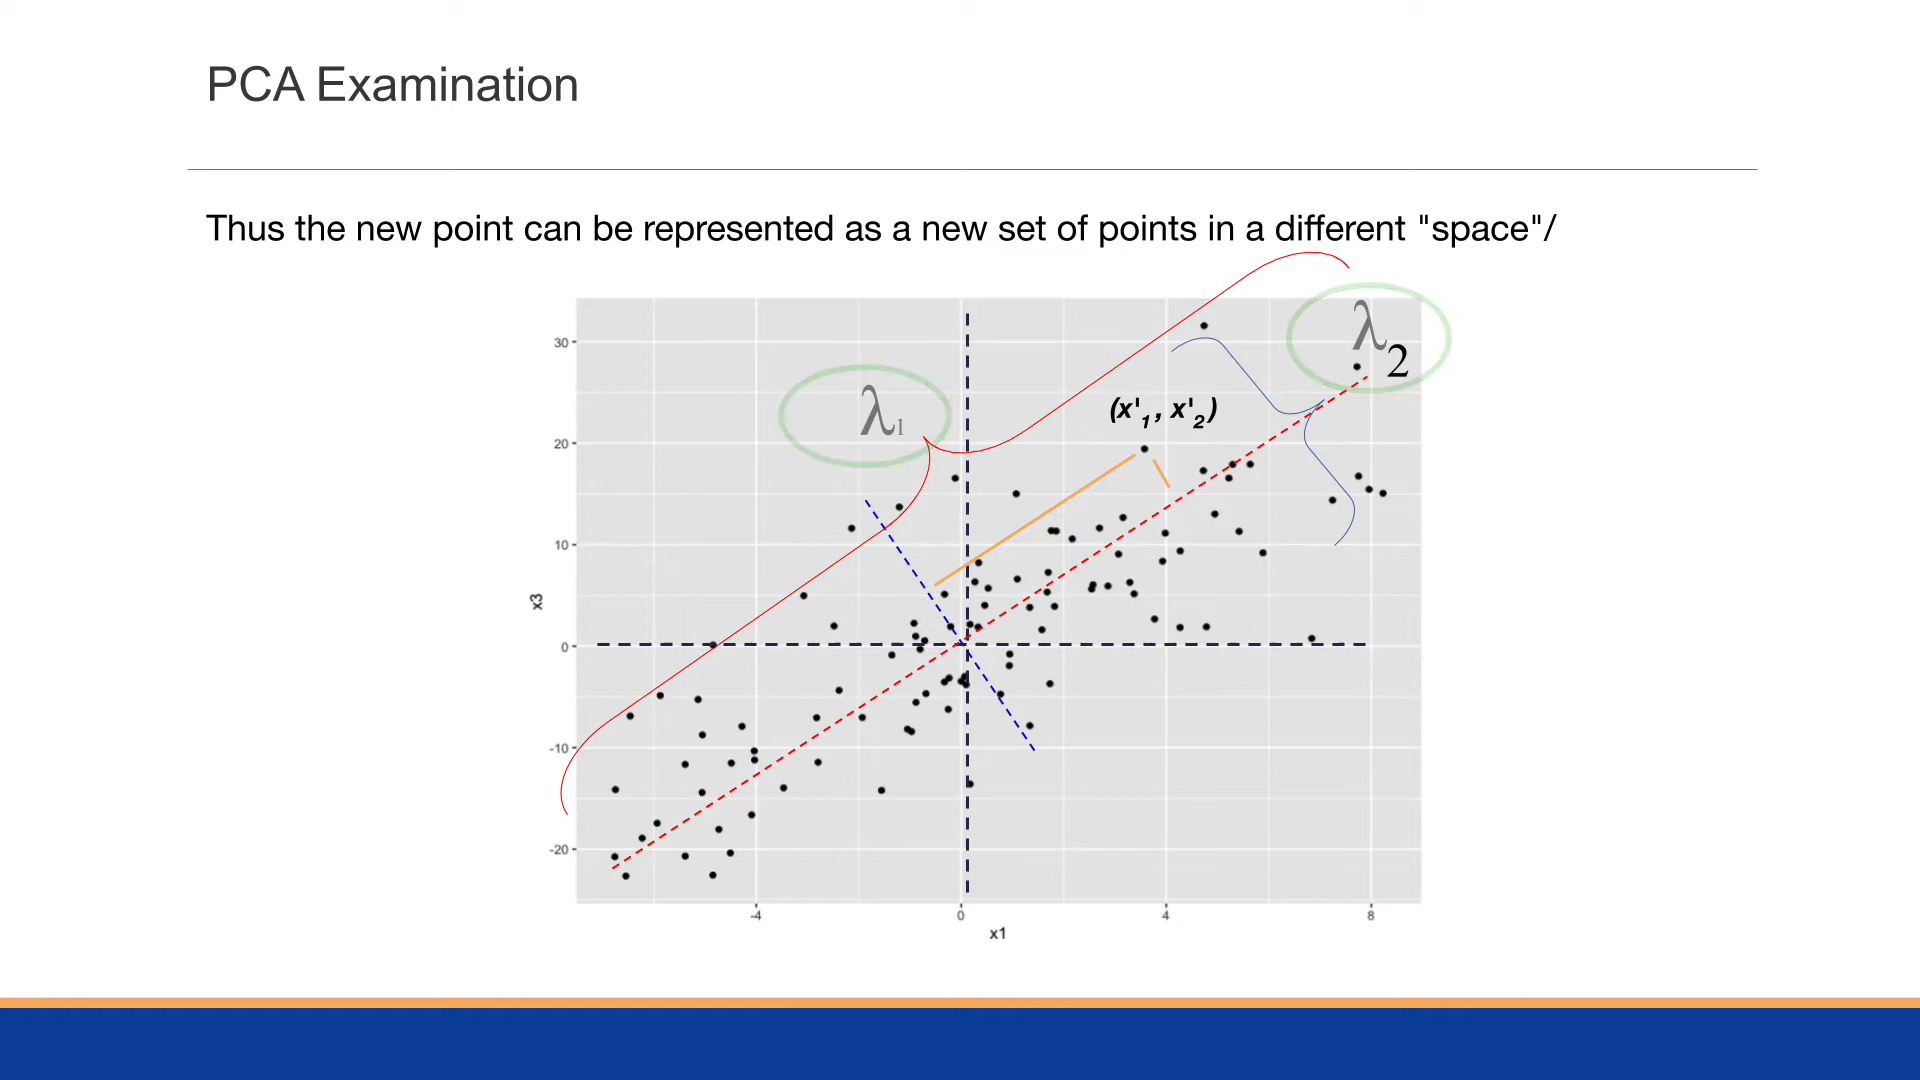 PCA Examination
Thus the new point can be represented as a new set of points in a different "space"/
λ2
λ1
(x'1, x'2)
30
20
10
0
-10
-20
x3
-4
0
4
8
x1